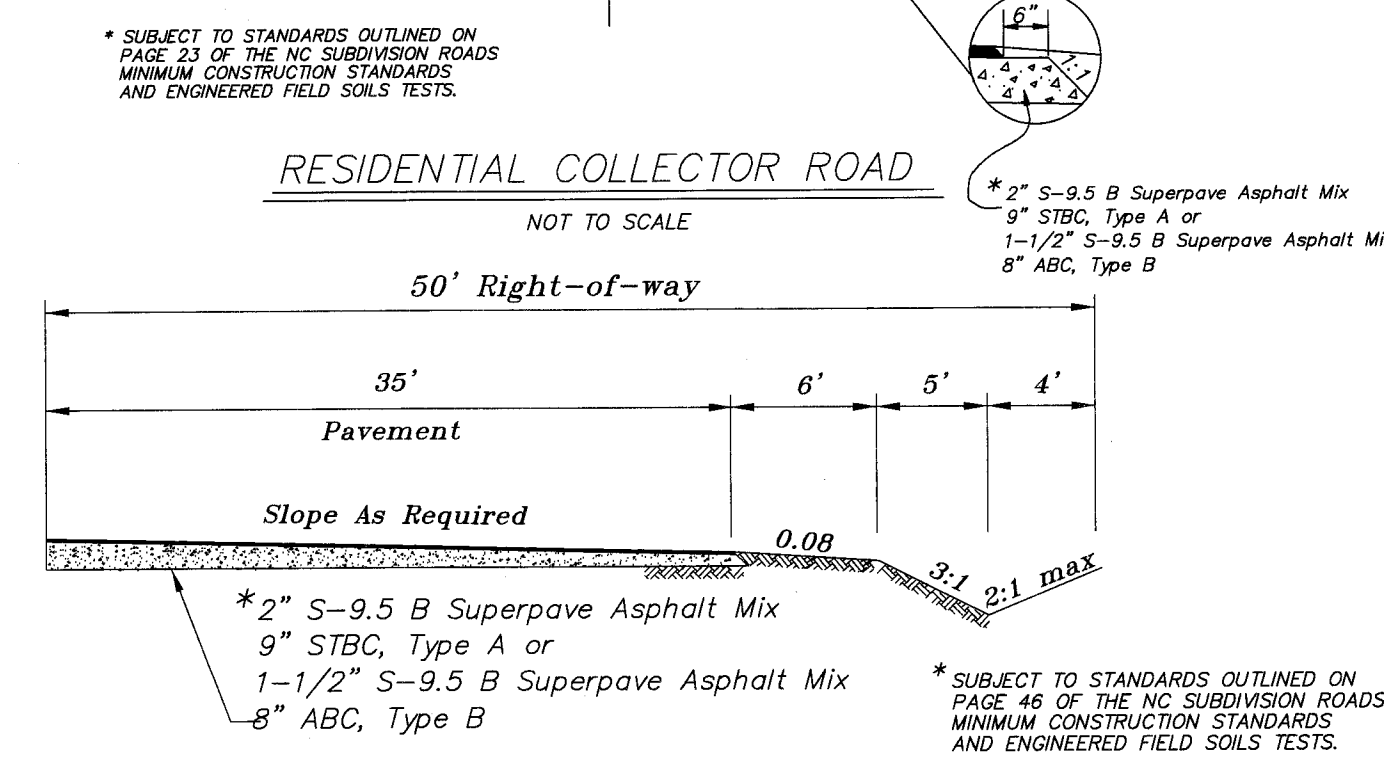 * SUBJECT TO STANDARDS OUTLINED ON
PAGE 23 OF THE NC SUBDIVISION ROADS
MINIMUM CONSTRUCTION STANDARDS
AND ENGINEERED FIELD SOILS TESTS.
6"
1:1
RESIDENTIAL COLLECTOR ROAD
NOT TO SCALE
* 2" S-9.5 B Superpave Asphalt Mix
9" STBC, Type A or
1-1/2" S-9.5 B Superpave Asphalt Mi
8" ABC, Type B
50' Right-of-way
35'
6'
5'
4'
Pavement
Slope As Required
0.08
3:1
2:1 max
* 2" S-9.5 B Superpave Asphalt Mix
9" STBC, Type A or
1-1/2" S-9.5 B Superpave Asphalt Mix
8" ABC, Type B
* SUBJECT TO STANDARDS OUTLINED ON
PAGE 46 OF THE NC SUBDIVISION ROADS
MINIMUM CONSTRUCTION STANDARDS
AND ENGINEERED FIELD SOILS TESTS.